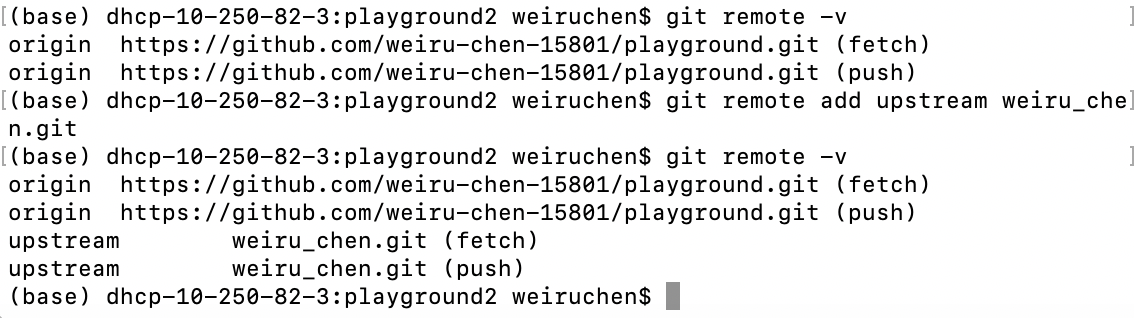 [(base) dhcp-10-250-82-3:playground2 weiruchen$ git remote -v ]
origin  https://github.com/weiru-chen-15801/playground.git (fetch)
origin  https://github.com/weiru-chen-15801/playground.git (push)
[(base) dhcp-10-250-82-3:playground2 weiruchen$ git remote add upstream weiru_che]
n.git
[(base) dhcp-10-250-82-3:playground2 weiruchen$ git remote -v ]
origin  https://github.com/weiru-chen-15801/playground.git (fetch)
origin  https://github.com/weiru-chen-15801/playground.git (push)
upstream        weiru_chen.git (fetch)
upstream        weiru_chen.git (push)
(base) dhcp-10-250-82-3:playground2 weiruchen$